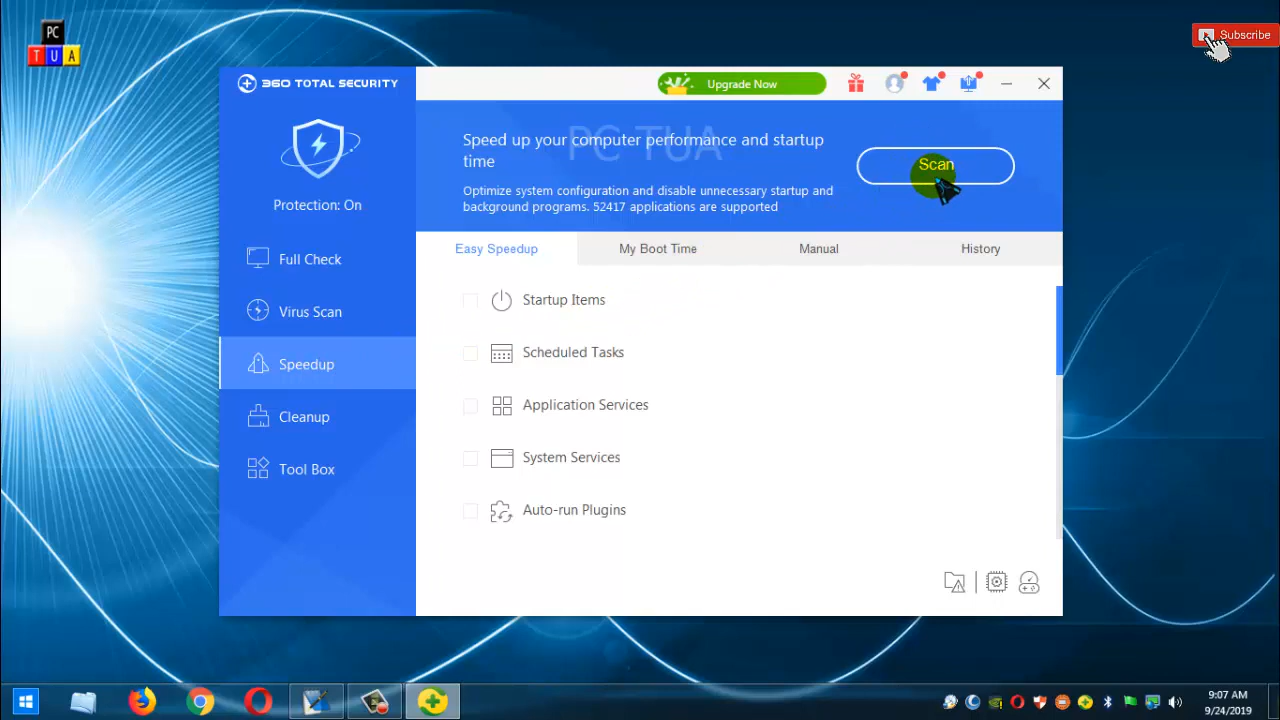 PC
T U A
Subscribe
360 TOTAL SECURITY
Upgrade Now
PC TUA
Speed up your computer performance and startup
time
Scan
Optimize system configuration and disable unnecessary startup and
background programs. 52417 applications are supported
Protection: On
Easy Speedup
My Boot Time
Manual
History
Full Check
Virus Scan
Speedup
Cleanup
Tool Box
Startup Items
Scheduled Tasks
Application Services
System Services
Auto-run Plugins
9:07 AM
9/24/2019